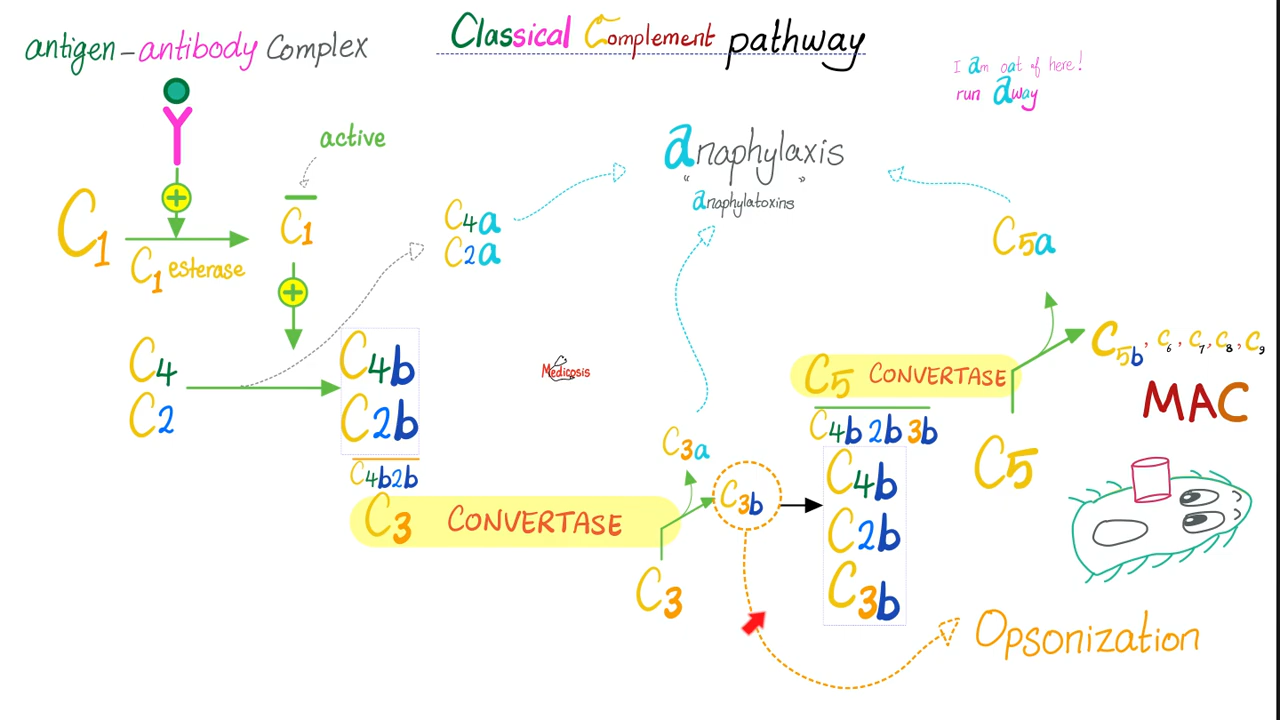 Classical Complement pathway
antigen-antibody Complex
I am oat of here!
run away
active
anaphylaxis
" "
anaphylatoxins
C1
C1
C1 esterase
C4a
C2a
C5a
C4
C2
C4b
C2b
C4b2b
C3 CONVERTASE
C3
C3a
C3b
Medicosis
C5 CONVERTASE
C4b 2b 3b
C4b
C2b
C3b
C5
C5b, C6, C7, C8, C9
MAC
Opsonization